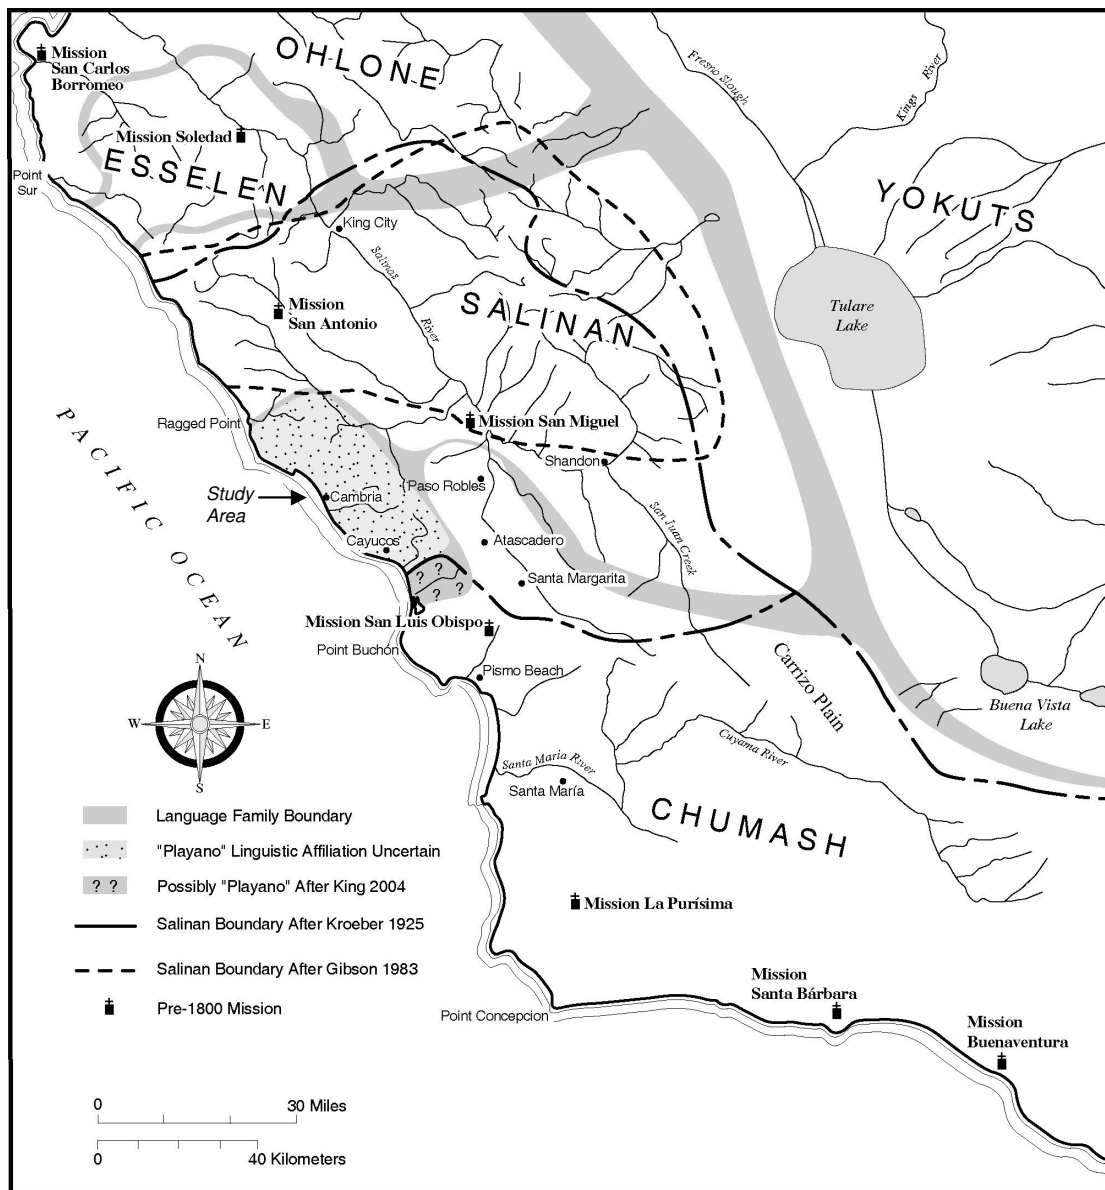 Mission
San Carlos
Borromeo
OHLONE
Fresno Slough
Kings River
Mission Soledad
ESSELEN
Point
Sur
YOKUTS
King City
Salinas
River
Mission
San Antonio
SALINAN
Tulare
Lake
PACIFIC OCEAN
Ragged Point
Mission San Miguel
Shandon
Paso Robles
Study
Area
Cambria
San Juan Creek
Cayucos
Atascadero
? ?
? ?
Santa Margarita
Mission San Luis Obispo
Point Buchón
Pismo Beach
Carrizo Plain
N
W
E
S
Buena Vista
Lake
Santa Maria River
Cuyama River
Santa María
CHUMASH
Language Family Boundary
"Playano" Linguistic Affiliation Uncertain
? ?
Possibly "Playano" After King 2004
Salinan Boundary After Kroeber 1925
Salinan Boundary After Gibson 1983
Pre-1800 Mission
Mission La Purísima
Mission
Santa Bárbara
Point Concepcion
Mission
Buenaventura
0
30 Miles
0
40 Kilometers